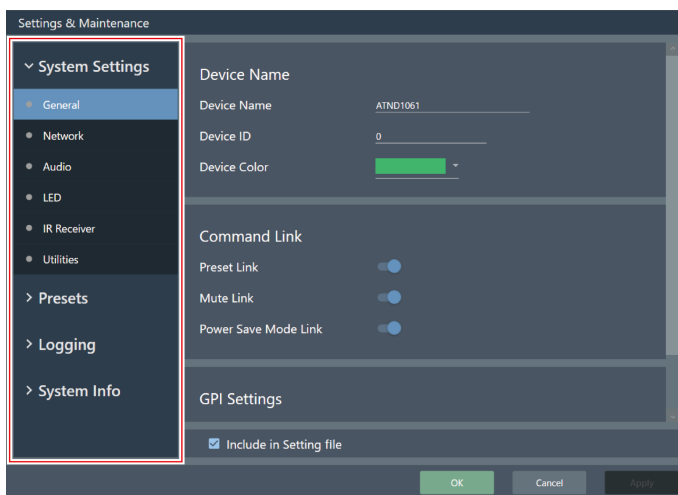 Settings & Maintenance
System Settings
General
Network
Audio
LED
IR Receiver
Utilities
Presets
Logging
System Info
Device Name
Device Name ATND1061
Device ID 0
Device Color
Command Link
Preset Link
Mute Link
Power Save Mode Link
GPI Settings
Include in Setting file
OK Cancel Apply